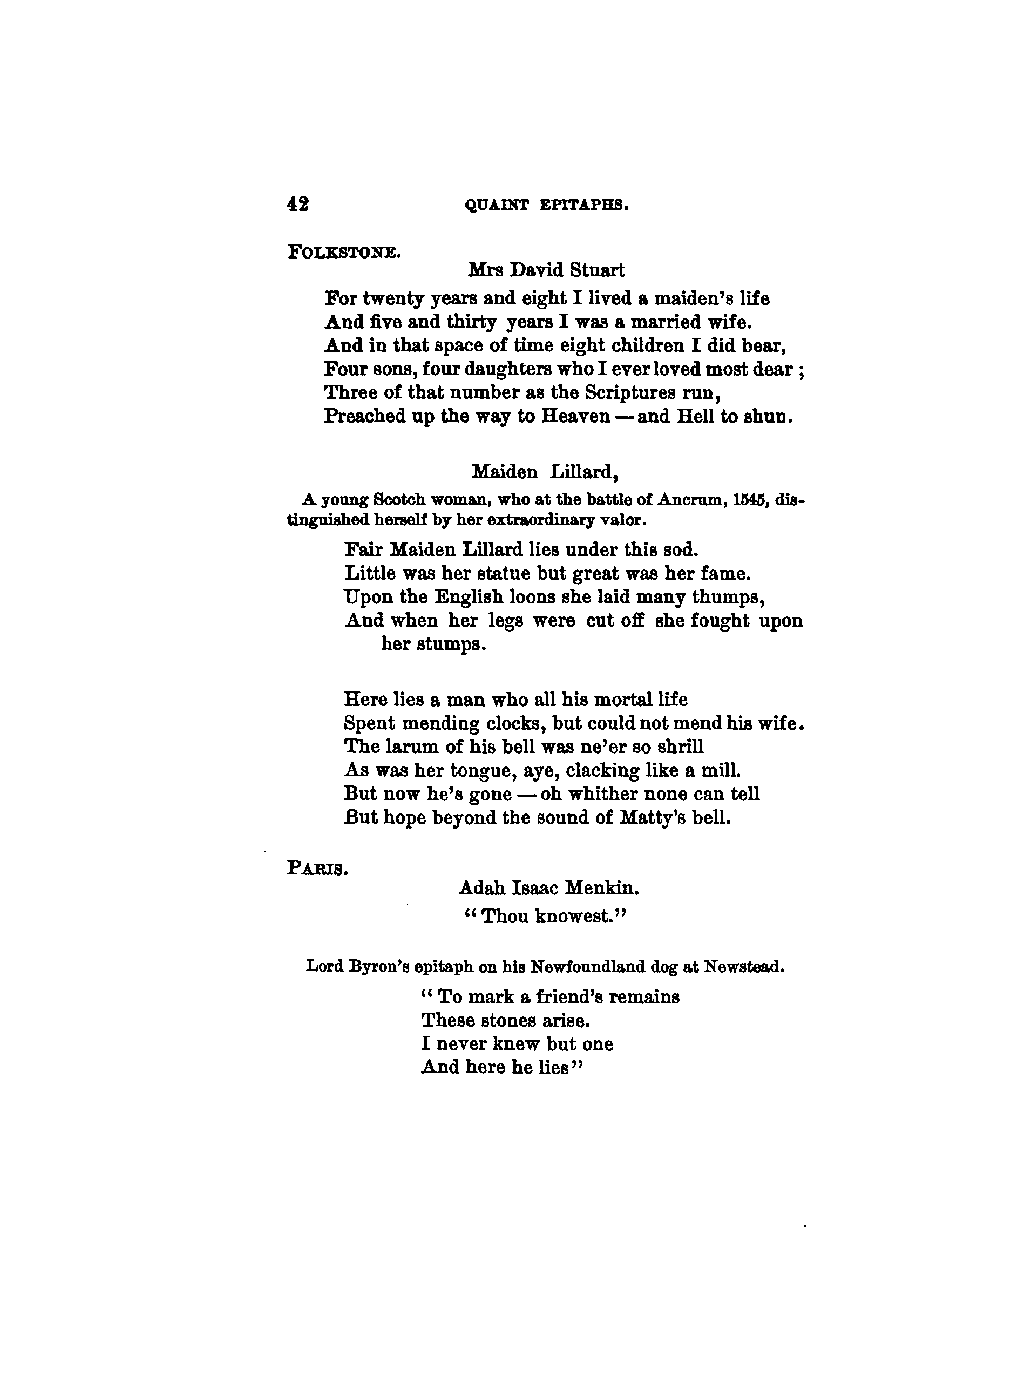 42 QUAINT EPITAPHS.
FOLKSTONE.
Mrs David Stuart
For twenty years and eight I lived a maiden's life
And five and thirty years I was a married wife.
And in that space of time eight children I did bear,
Four sons, four daughters who I ever loved most dear ;
Three of that number as the Scriptures run,
Preached up the way to Heaven — and Hell to shun.
Maiden Lillard,
A young Scotch woman, who at the battle of Ancrum, 1545, dis-
tinguished herself by her extraordinary valor.
Fair Maiden Lillard lies under this sod.
Little was her statue but great was her fame.
Upon the English loons she laid many thumps,
And when her legs were cut off she fought upon
her stumps.
Here lies a man who all his mortal life
Spent mending clocks, but could not mend his wife.
The larum of his bell was ne'er so shrill
As was her tongue, aye, clacking like a mill.
But now he's gone — oh whither none can tell
But hope beyond the sound of Matty's bell.
PARIS.
Adah Isaac Menkin.
"Thou knowest."
Lord Byron's epitaph on his Newfoundland dog at Newstead.
"To mark a friend's remains
These stones arise.
I never knew but one
And here he lies"